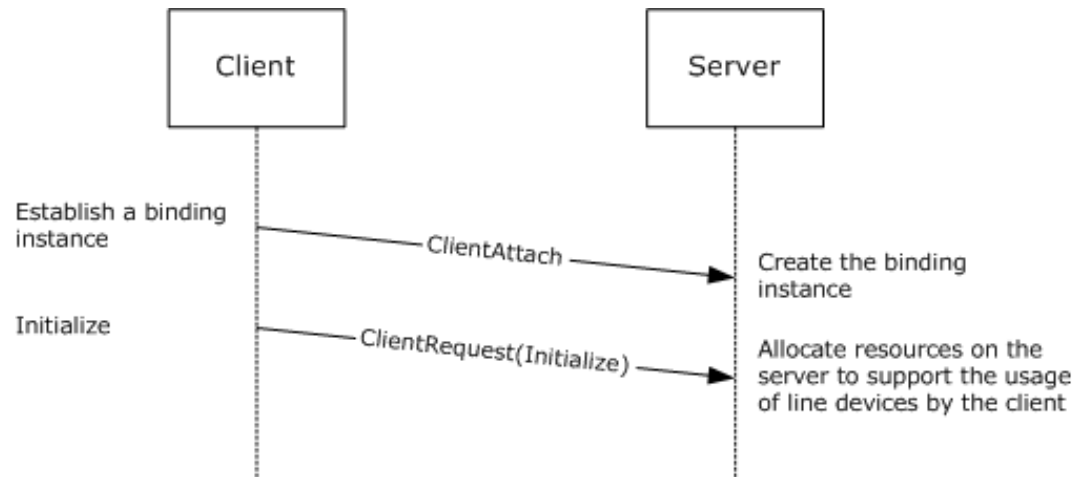 Client
Server
Establish a binding
instance
ClientAttach
Create the binding
instance
Initialize
ClientRequest(Initialize)
Allocate resources on the
server to support the usage
of line devices by the client